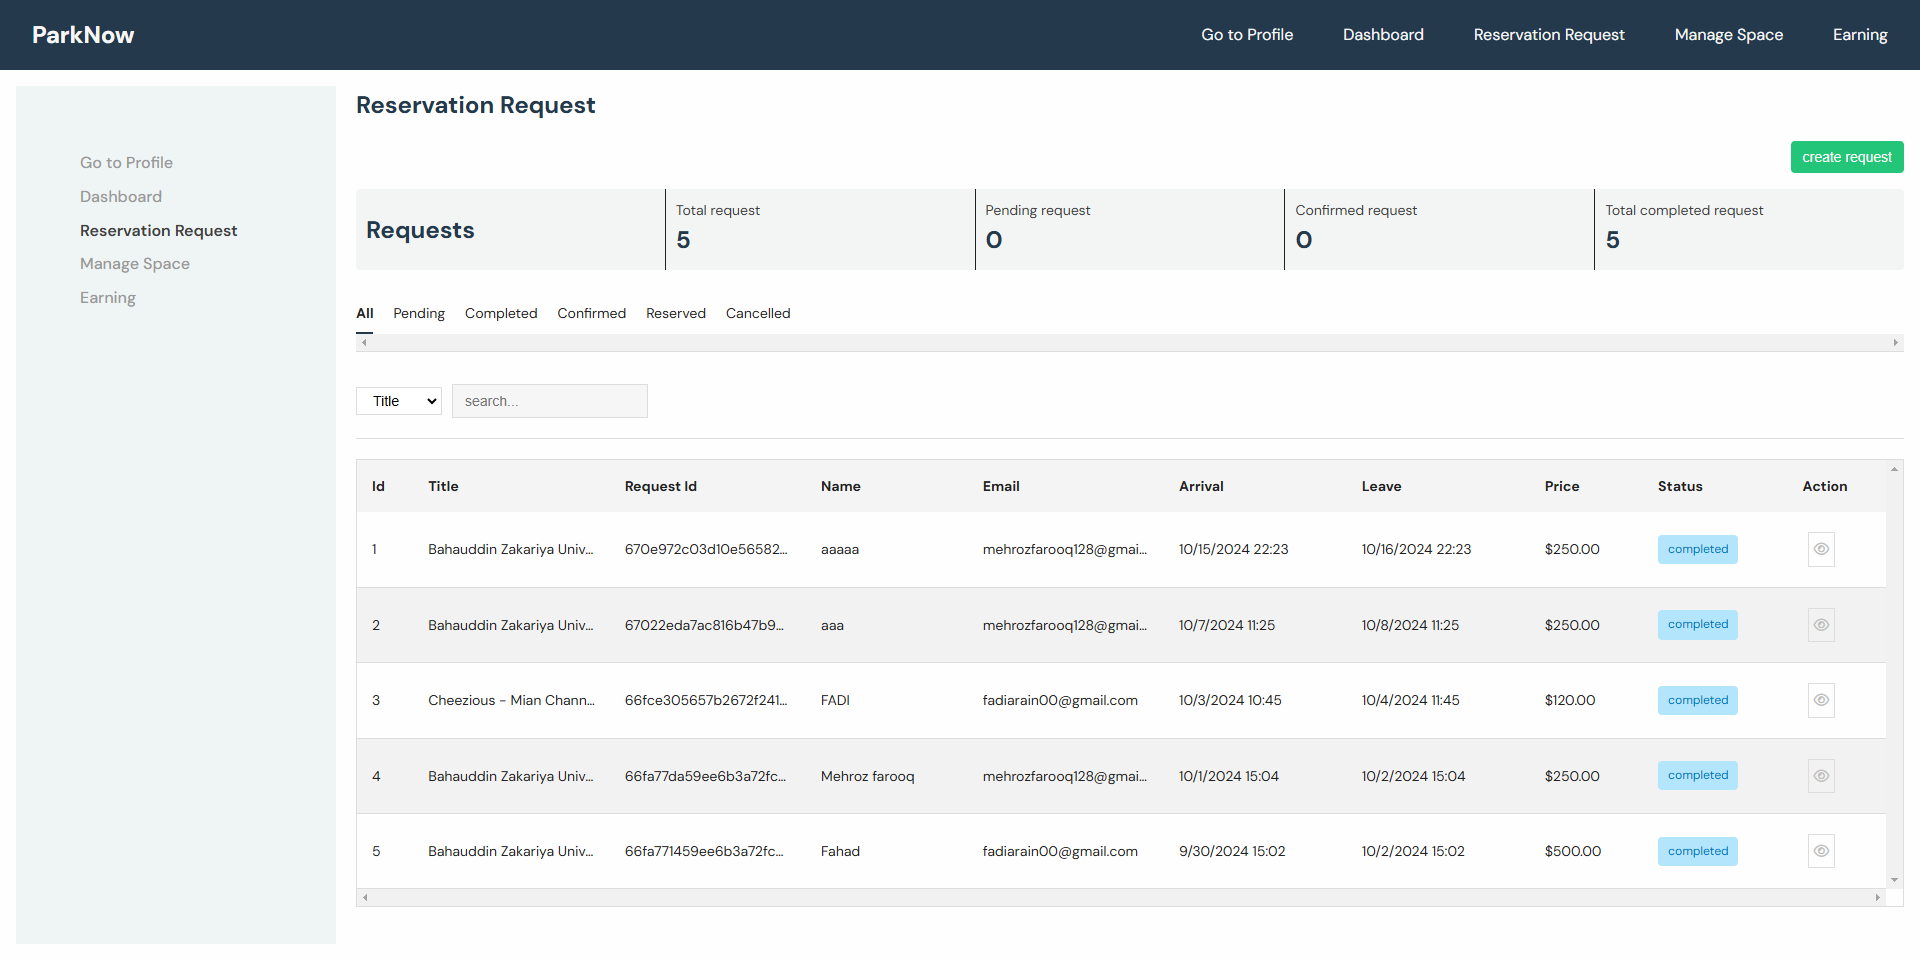 ParkNow
Go to Profile Dashboard Reservation Request Manage Space Earning
Go to Profile
Dashboard
Reservation Request
Manage Space
Earning
Reservation Request
create request
Requests
Total request
5
Pending request
0
Confirmed request
0
Total completed request
5
All Pending Completed Confirmed Reserved Cancelled
Title search...
Id Title Request Id Name Email Arrival Leave Price Status Action
1 Bahauddin Zakariya Univ... 670e972c03d10e56582... aaaaa mehrozfarooq128@gmai... 10/15/2024 22:23 10/16/2024 22:23 $250.00 completed
2 Bahauddin Zakariya Univ... 67022eda7ac816b47b9... aaa mehrozfarooq128@gmai... 10/7/2024 11:25 10/8/2024 11:25 $250.00 completed
3 Cheezious - Mian Chann... 66fce305657b2672f241... FADI fadiarain00@gmail.com 10/3/2024 10:45 10/4/2024 11:45 $120.00 completed
4 Bahauddin Zakariya Univ... 66fa77da59ee6b3a72fc... Mehroz farooq mehrozfarooq128@gmai... 10/1/2024 15:04 10/2/2024 15:04 $250.00 completed
5 Bahauddin Zakariya Univ... 66fa771459ee6b3a72fc... Fahad fadiarain00@gmail.com 9/30/2024 15:02 10/2/2024 15:02 $500.00 completed